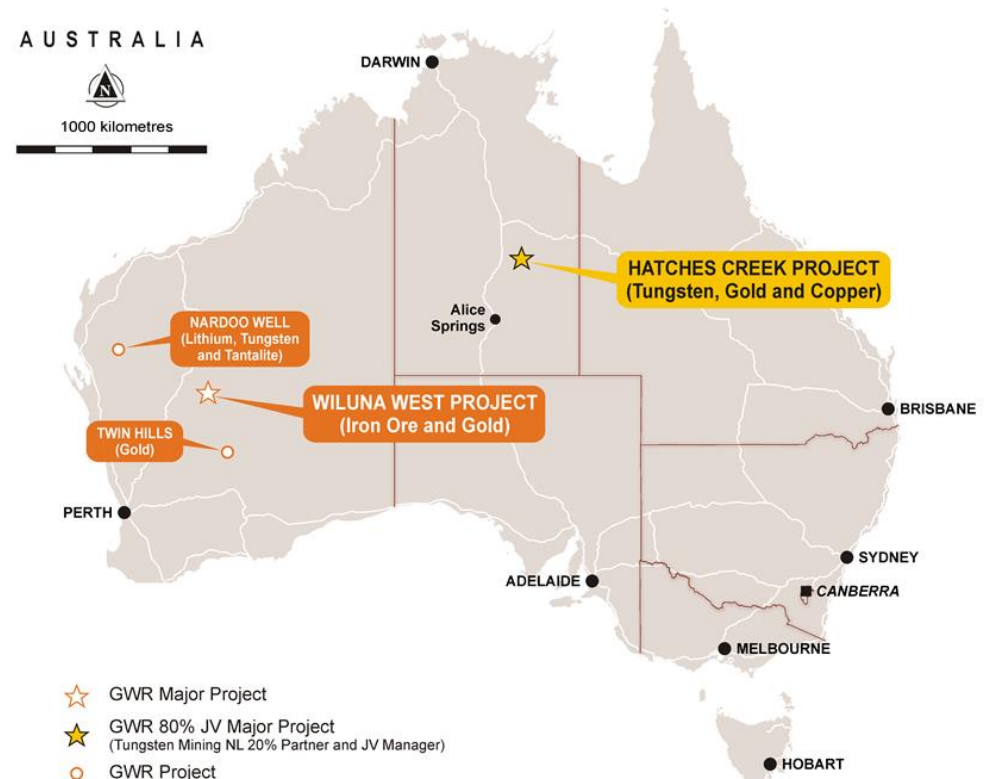 AUSTRALIA
N
1000 kilometres
DARWIN
HATCHES CREEK PROJECT
(Tungsten, Gold and Copper)
Alice
Springs
NARDOO WELL
(Lithium, Tungsten
and Tantalite)
WILUNA WEST PROJECT
(Iron Ore and Gold)
BRISBANE
TWIN HILLS
(Gold)
PERTH
SYDNEY
ADELAIDE
CANBERRA
MELBOURNE
GWR Major Project
GWR 80% JV Major Project
(Tungsten Mining NL 20% Partner and JV Manager)
GWR Project
HOBART